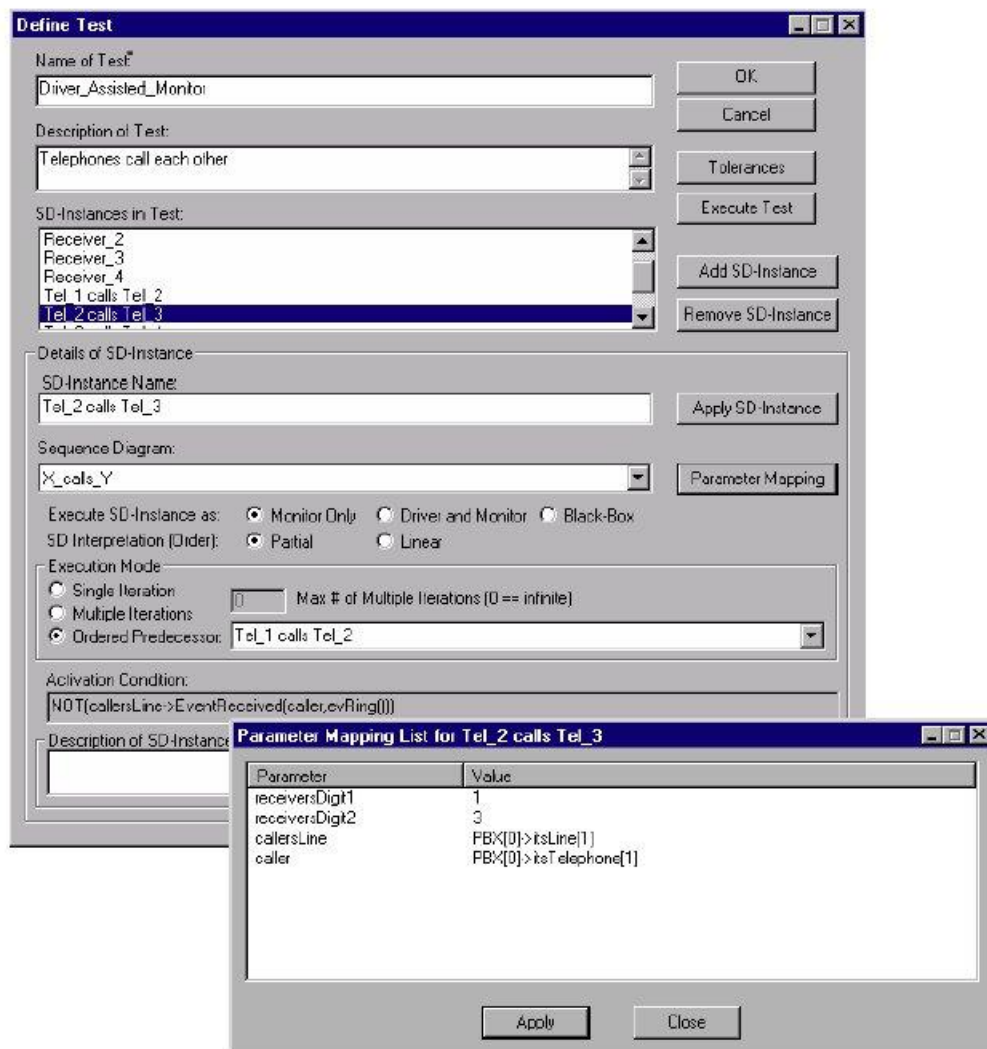 Define Test
Name of Test:
Driver_Assisted_Monitor
OK
Cancel
Description of Test:
Telephones call each other
Tolerances
Execute Test
SD-Instances in Test:
Receiver_2
Receiver_3
Receiver_4
Tel_1 calls Tel_2
Tel_2 calls Tel_3
Add SD-Instance
Remove SD-Instance
Details of SD-Instance
SD-Instance Name:
Tel_2 calls Tel_3
Apply SD-Instance
Sequence Diagram:
X_calls_Y
Parameter Mapping
Execute SD-Instance as: Monitor Only Driver and Monitor Black-Box
SD Interpretation (Order): Partial Linear
Execution Mode
Single Iteration
0 Max # of Multiple Iterations (0 == infinite)
Multiple Iterations
Ordered Predecessor: Tel_1 calls Tel_2
Activation Condition:
NOT(callersLine->EventReceived(caller,evRing()))
Description of SD-Instance
Parameter Mapping List for Tel_2 calls Tel_3
Parameter Value
receiversDigit1 1
receiversDigit2 3
callersLine PBX[0]->itsLine[1]
caller PBX[0]->itsTelephone[1]
Apply Close